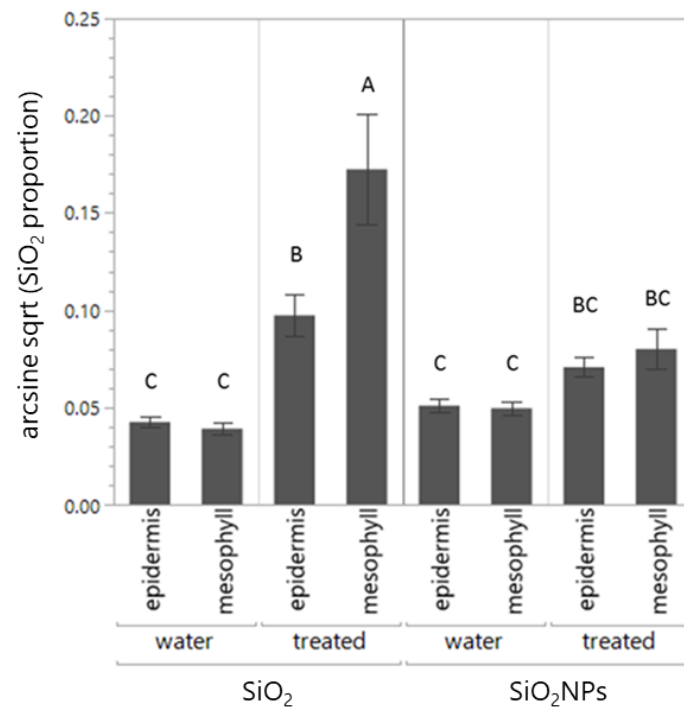 arcsine sqrt (SiO₂ proportion)
0.25
0.20
0.15
0.10
0.05
0.00
C
C
B
A
C
C
BC
BC
epidermis
mesophyll
epidermis
mesophyll
epidermis
mesophyll
epidermis
mesophyll
water
treated
water
treated
SiO₂
SiO₂NPs